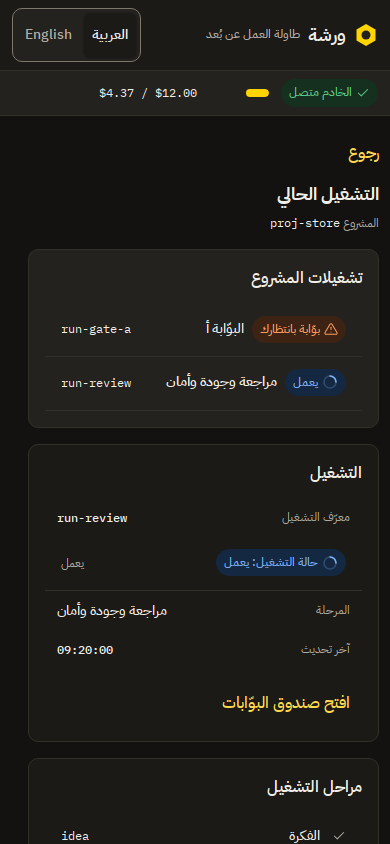 ورشة طاولة العمل عن بُعد العربية English
الخادم متصل $4.37 / $12.00
رجوع
التشغيل الحالي
المشروع proj-store
تشغيلات المشروع
بوّابة بانتظارك البوّابة أ run-gate-a
يعمل مراجعة وجودة وأمان run-review
التشغيل
معرّف التشغيل run-review
حالة التشغيل: يعمل يعمل
المرحلة مراجعة وجودة وأمان
آخر تحديث 09:20:00
افتح صندوق البوّابات
مراحل التشغيل
الفكرة idea